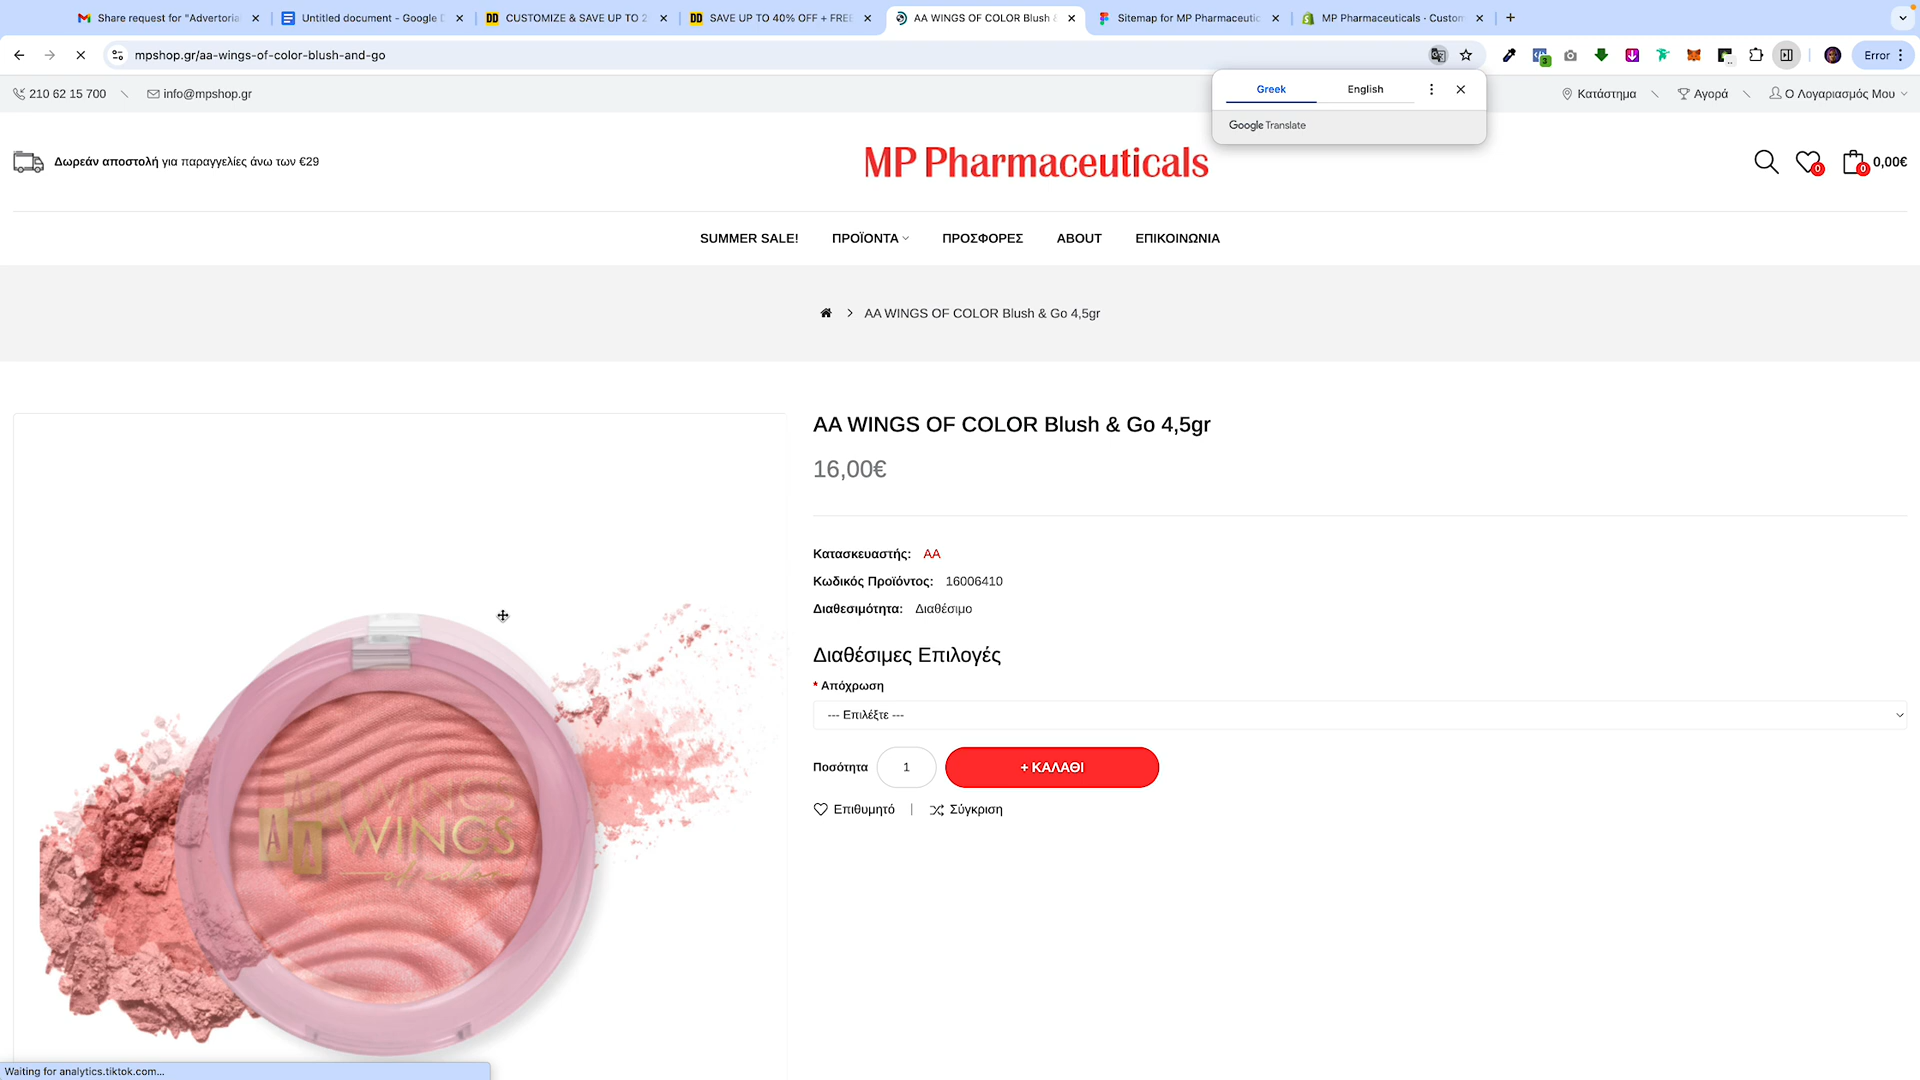 Share request for "Advertoria
Untitled document - Google D
CUSTOMIZE & SAVE UP TO 2
SAVE UP TO 40% OFF + FREE
AA WINGS OF COLOR Blush &
Sitemap for MP Pharmaceutic
MP Pharmaceuticals · Custom
mpshop.gr/aa-wings-of-color-blush-and-go
3
Error
Greek
English
Google Translate
210 62 15 700
info@mpshop.gr
Κατάστημα
Αγορά
Ο Λογαριασμός Μου
Δωρεάν αποστολή για παραγγελίες άνω των €29
MP Pharmaceuticals
0
0
0,00€
SUMMER SALE!
ΠΡΟΪΟΝΤΑ
ΠΡΟΣΦΟΡΕΣ
ABOUT
ΕΠΙΚΟΙΝΩΝΙΑ
AA WINGS OF COLOR Blush & Go 4,5gr
AA WINGS OF COLOR Blush & Go 4,5gr
16,00€
Κατασκευαστής: AA
Κωδικός Προϊόντος: 16006410
Διαθεσιμότητα: Διαθέσιμο
Διαθέσιμες Επιλογές
* Απόχρωση
--- Επιλέξτε ---
Ποσότητα 1
+ ΚΑΛΑΘΙ
Επιθυμητό | Σύγκριση
AA WINGS
of color
Waiting for analytics.tiktok.com...